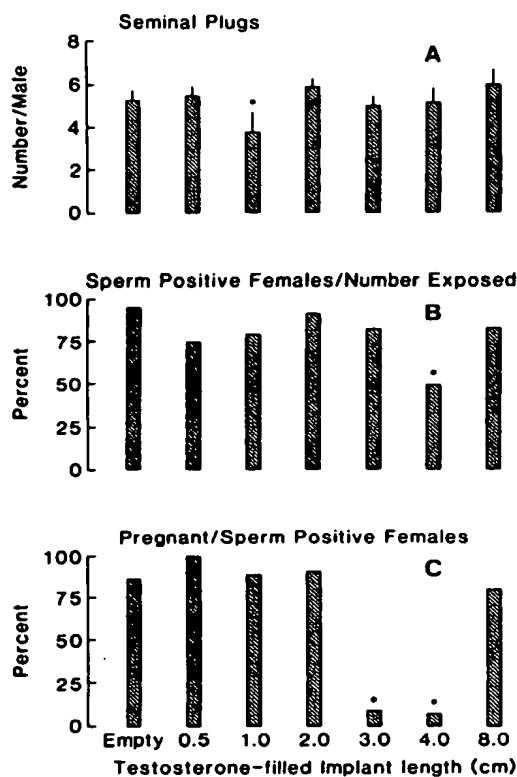 Seminal Plugs
A
Number/Male
8
6
4
2
0
Sperm Positive Females/Number Exposed
B
Percent
100
75
50
25
0
Pregnant/Sperm Positive Females
C
Percent
100
75
50
25
0
Empty 0.5 1.0 2.0 3.0 4.0 8.0
Testosterone-filled Implant length (cm)